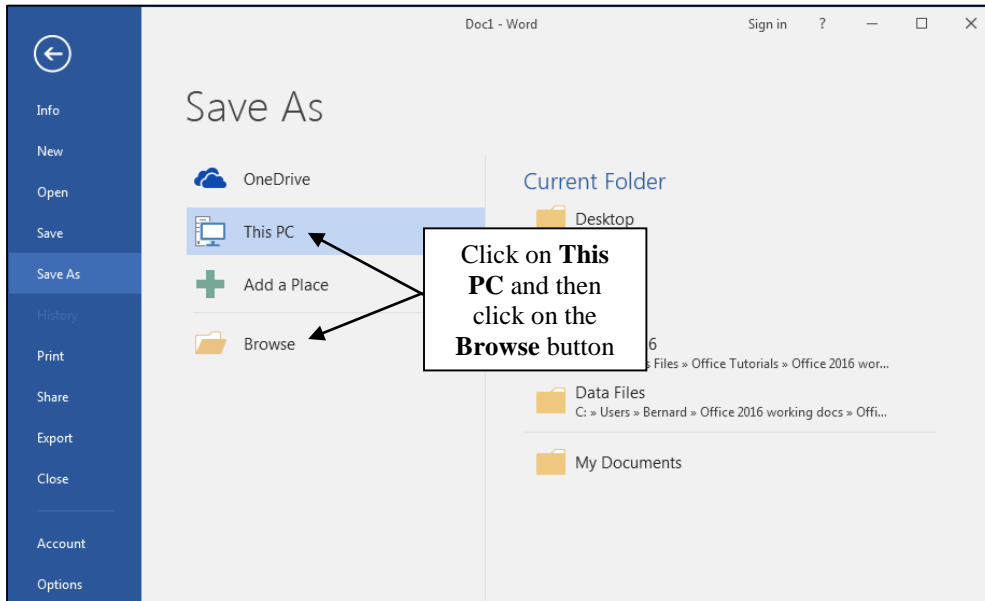 Doc1 - Word
Sign in ?
Save As
Info
New
Open
Save
Save As
History
Print
Share
Export
Close
Account
Options
OneDrive
This PC
Add a Place
Browse
Click on This
PC and then
click on the
Browse button
Current Folder
Desktop
6
Files » Office Tutorials » Office 2016 wor...
Data Files
C: » Users » Bernard » Office 2016 working docs » Offi...
My Documents